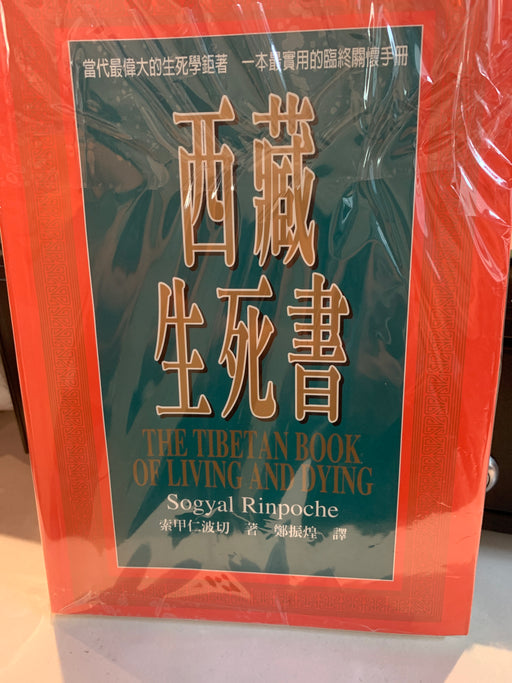 當代最偉大的生死學鉅著 一本最實用的臨終關懷手冊
西藏
生死書
THE TIBETAN BOOK
OF LIVING AND DYING
Sogyal Rinpoche
索甲仁波切 著 鄭振煌 譯